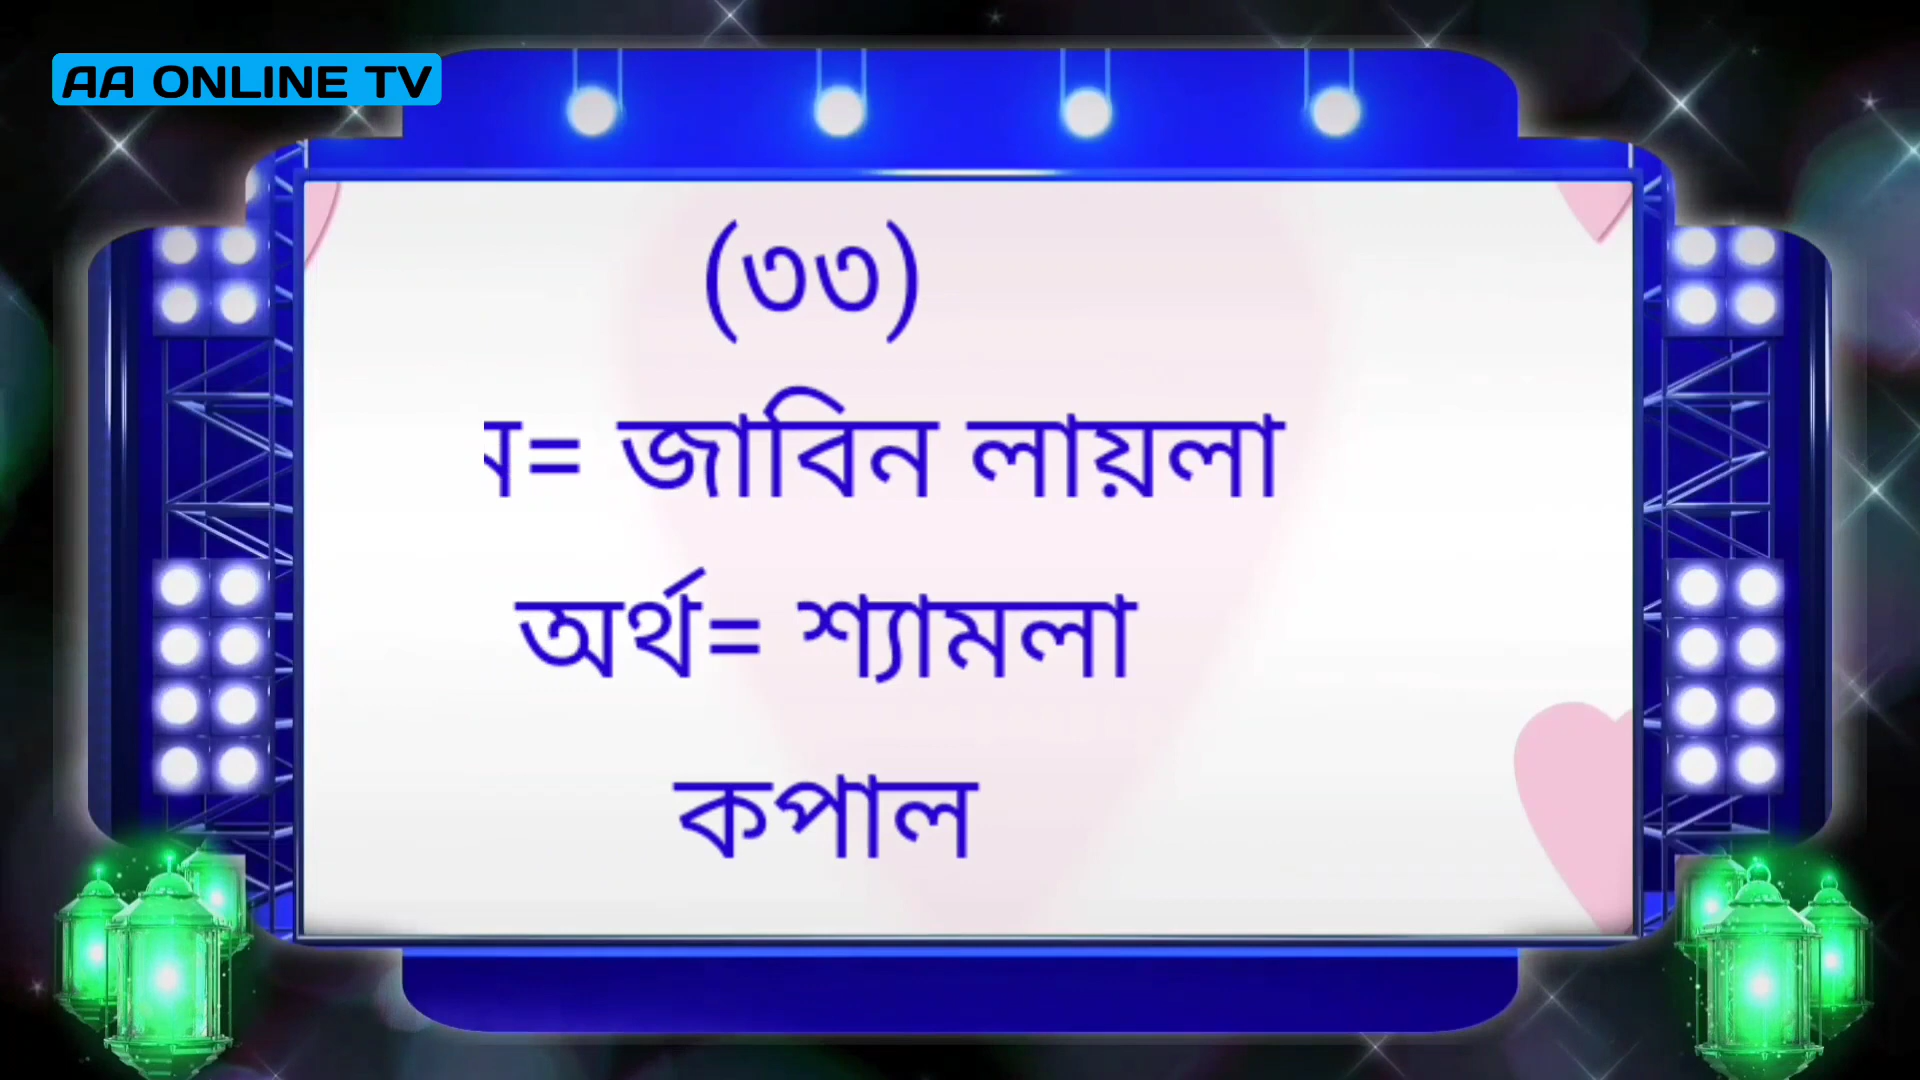 AA ONLINE TV
(৩৩)
= জাবিন লায়লা
অর্থ= শ্যামলা
কপাল